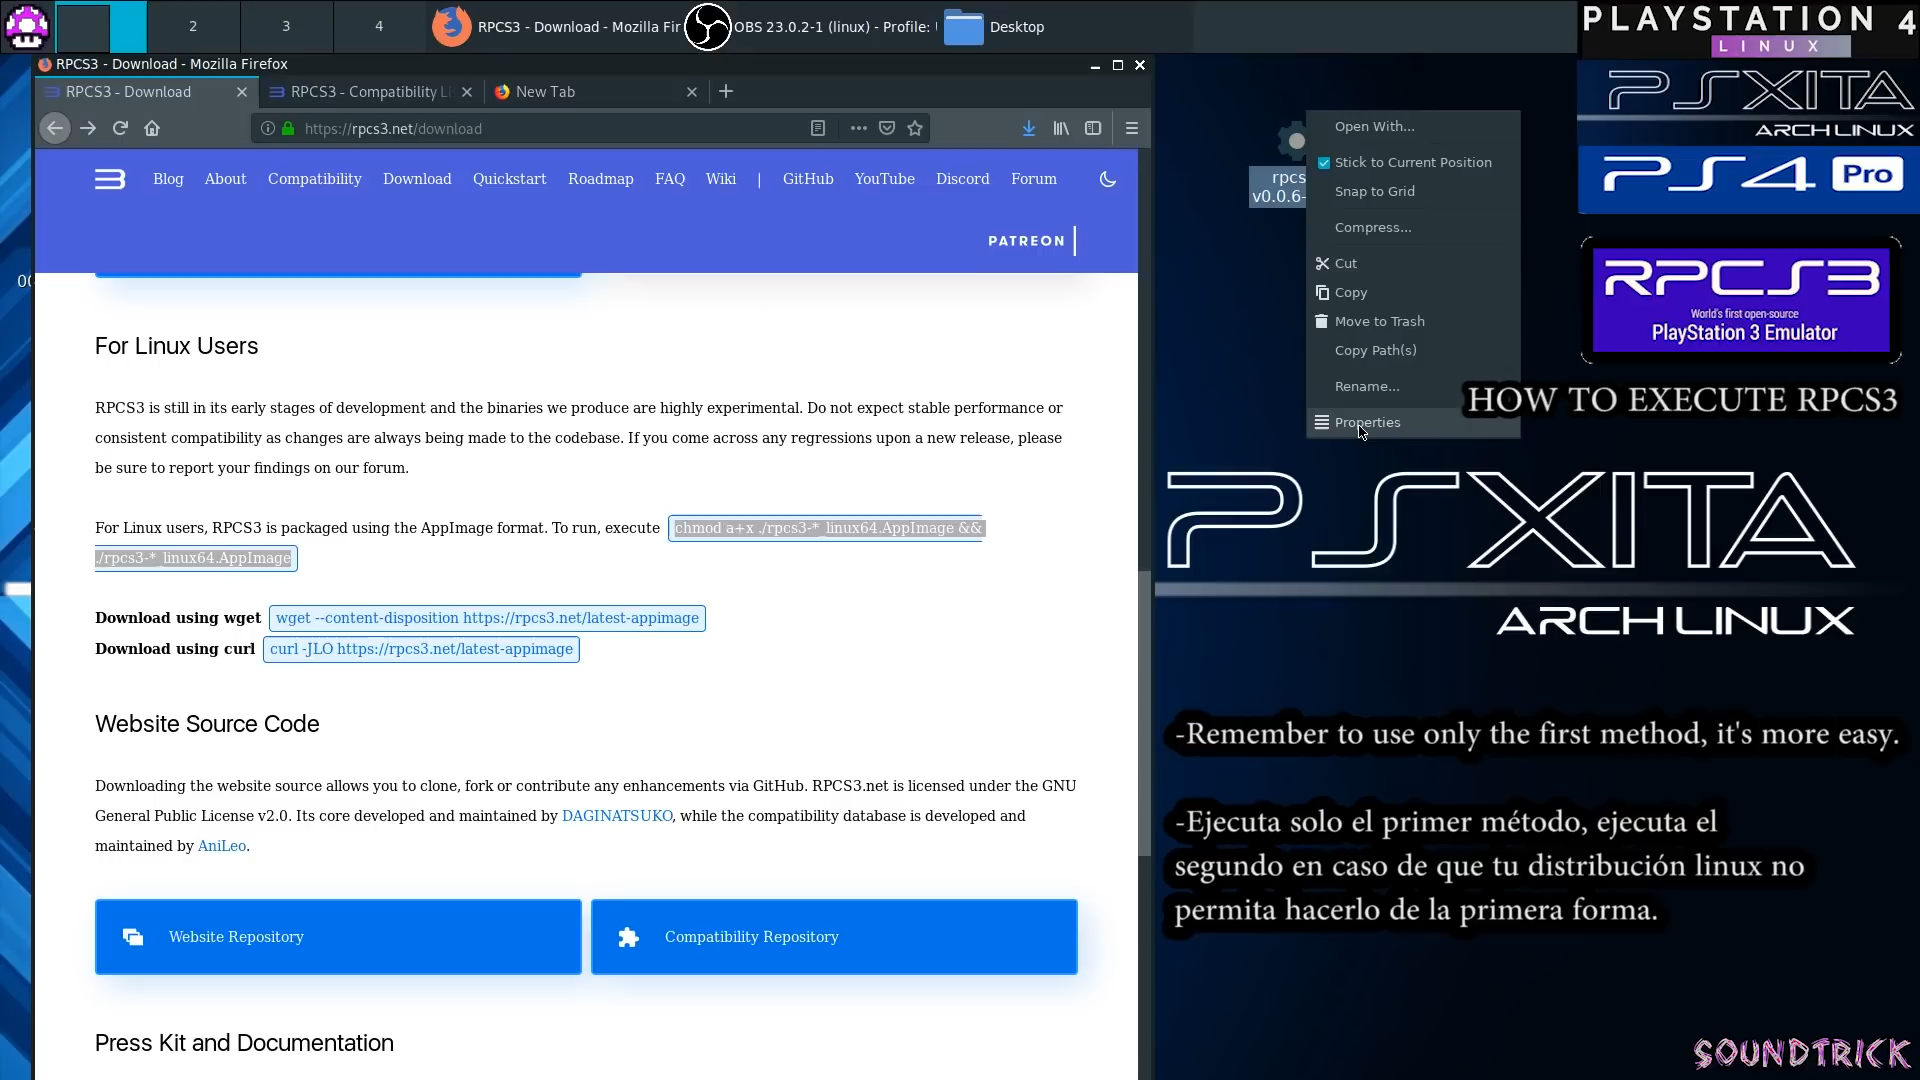 2
3
4
RPCS3 - Download - Mozilla Fir
OBS 23.0.2-1 (linux) - Profile:
Desktop
PLAYSTATION 4
LINUX
RPCS3 - Download - Mozilla Firefox
RPCS3 - Download
RPCS3 - Compatibility Li
New Tab
https://rpcs3.net/download
PSXITA
ARCH LINUX
PS4 Pro
Blog
About
Compatibility
Download
Quickstart
Roadmap
FAQ
Wiki
|
GitHub
YouTube
Discord
Forum
PATREON
rpcs
v0.0.6-
Open With...
Stick to Current Position
Snap to Grid
Compress...
Cut
Copy
Move to Trash
Copy Path(s)
Rename...
Properties
RPCS3
World's first open-source
PlayStation 3 Emulator
HOW TO EXECUTE RPCS3
For Linux Users
RPCS3 is still in its early stages of development and the binaries we produce are highly experimental. Do not expect stable performance or
consistent compatibility as changes are always being made to the codebase. If you come across any regressions upon a new release, please
be sure to report your findings on our forum.
For Linux users, RPCS3 is packaged using the AppImage format. To run, execute chmod a+x ./rpcs3-*_linux64.AppImage &&
./rpcs3-*_linux64.AppImage
Download using wget wget --content-disposition https://rpcs3.net/latest-appimage
Download using curl curl -JLO https://rpcs3.net/latest-appimage
Website Source Code
Downloading the website source allows you to clone, fork or contribute any enhancements via GitHub. RPCS3.net is licensed under the GNU
General Public License v2.0. Its core developed and maintained by DAGINATSUKO, while the compatibility database is developed and
maintained by AniLeo.
Website Repository
Compatibility Repository
Press Kit and Documentation
PSXITA
ARCH LINUX
-Remember to use only the first method, it's more easy.
-Ejecuta solo el primer método, ejecuta el
segundo en caso de que tu distribución linux no
permita hacerlo de la primera forma.
SOUNDTRICK